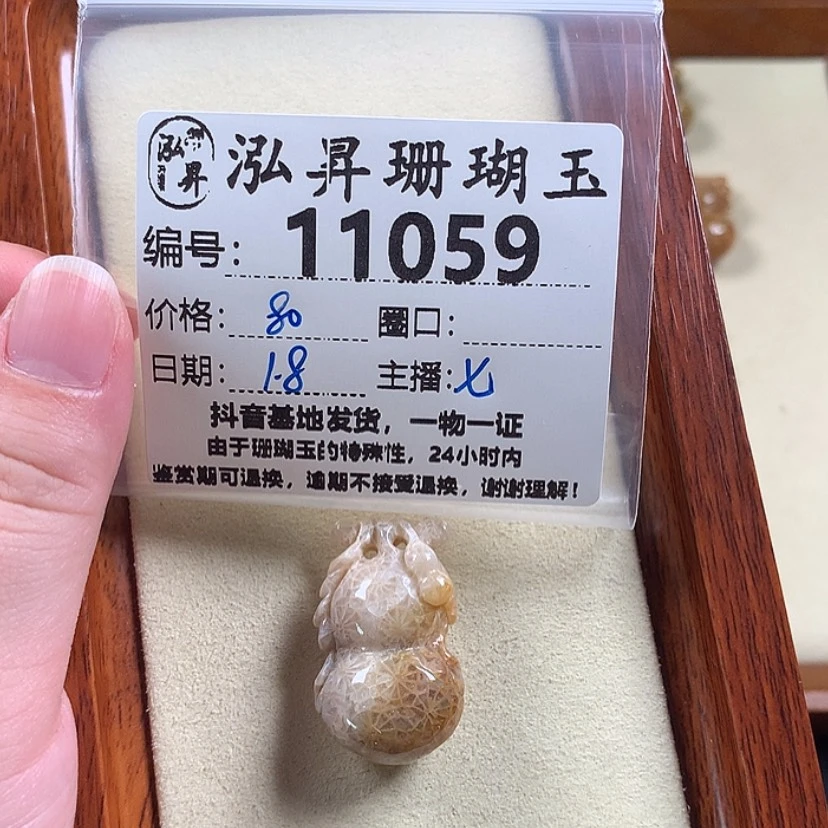 泓昇 泓昇珊瑚玉
编号: 11059
价格: 80 圈口:
日期: 1.8 主播: 七
抖音基地发货，一物一证
由于珊瑚玉的特殊性，24小时内
鉴赏期可退换，逾期不接受退换，谢谢理解！